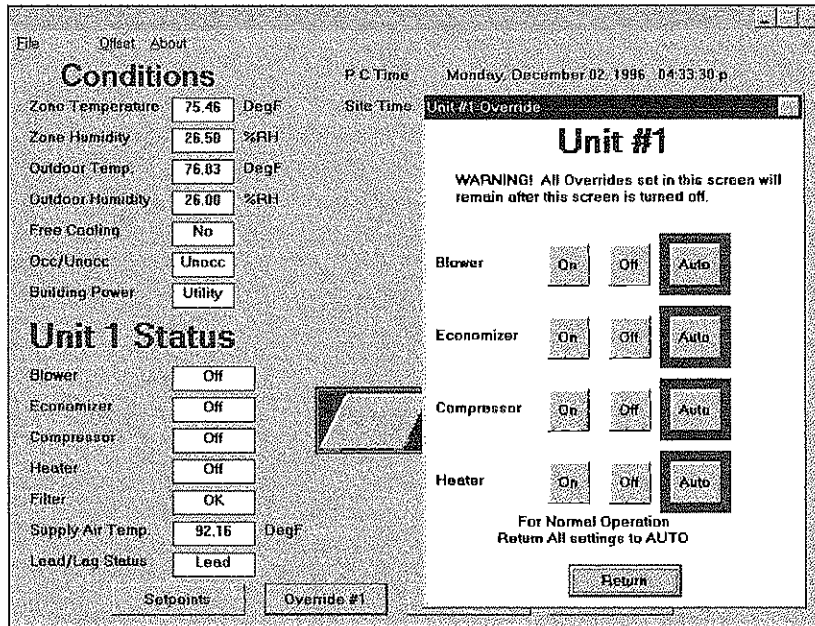 File Offset About
Conditions
P C Time Monday, December 02, 1996 04:33:30 p
Zone Temperature 75.46 DegF
Site Time
Zone Humidity 26.50 %RH
Outdoor Temp. 76.03 DegF
Outdoor Humidity 26.00 %RH
Free Cooling No
Occ/Unocc Unocc
Building Power Utility
Unit 1 Status
Blower Off
Economizer Off
Compressor Off
Heater Off
Filter OK
Supply Air Temp. 92.16 DegF
Lead/Lag Status Lead
Setpoints Override #1
Unit #1-Override
Unit #1
WARNING! All Overrides set in this screen will
remain after this screen is turned off.
Blower On Off Auto
Economizer On Off Auto
Compressor On Off Auto
Heater On Off Auto
For Normal Operation
Return All settings to AUTO
Return